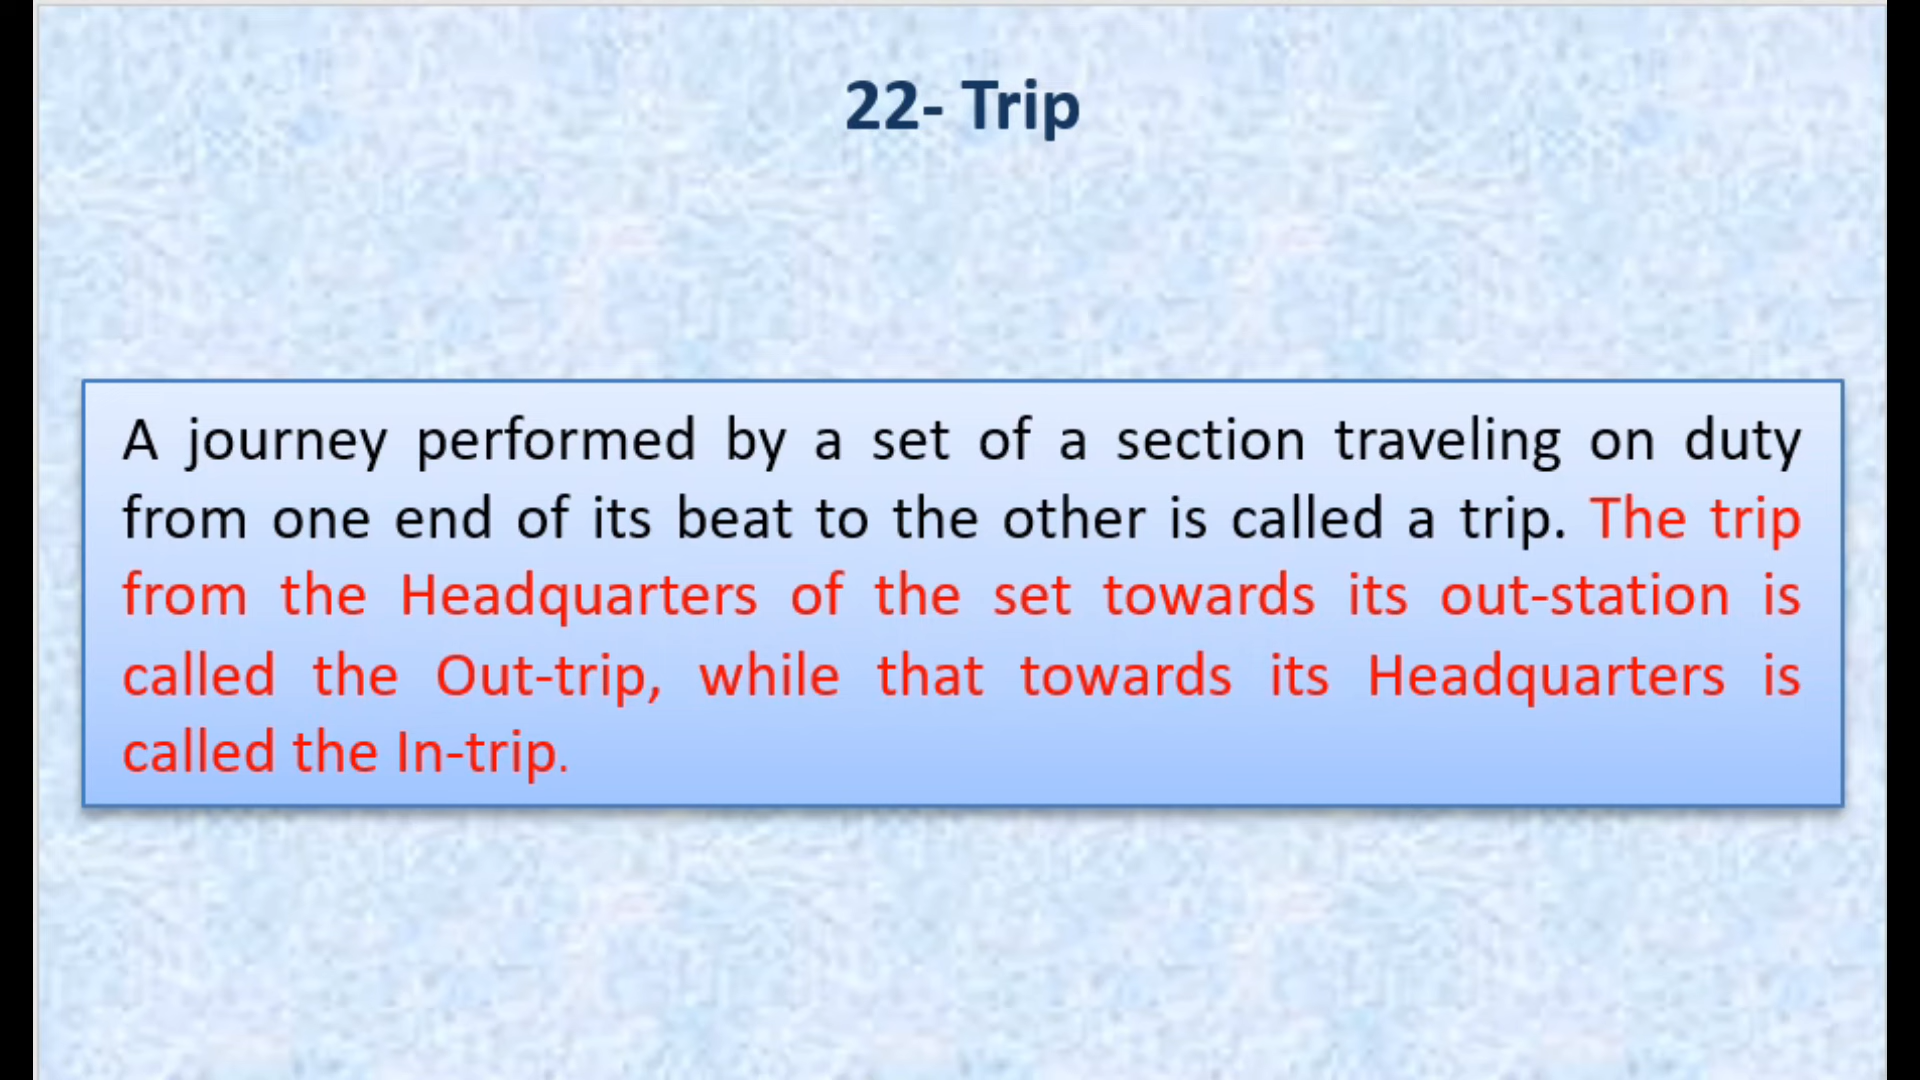 22- Trip
A journey performed by a set of a section traveling on duty
from one end of its beat to the other is called a trip. The trip
from the Headquarters of the set towards its out-station is
called the Out-trip, while that towards its Headquarters is
called the In-trip.